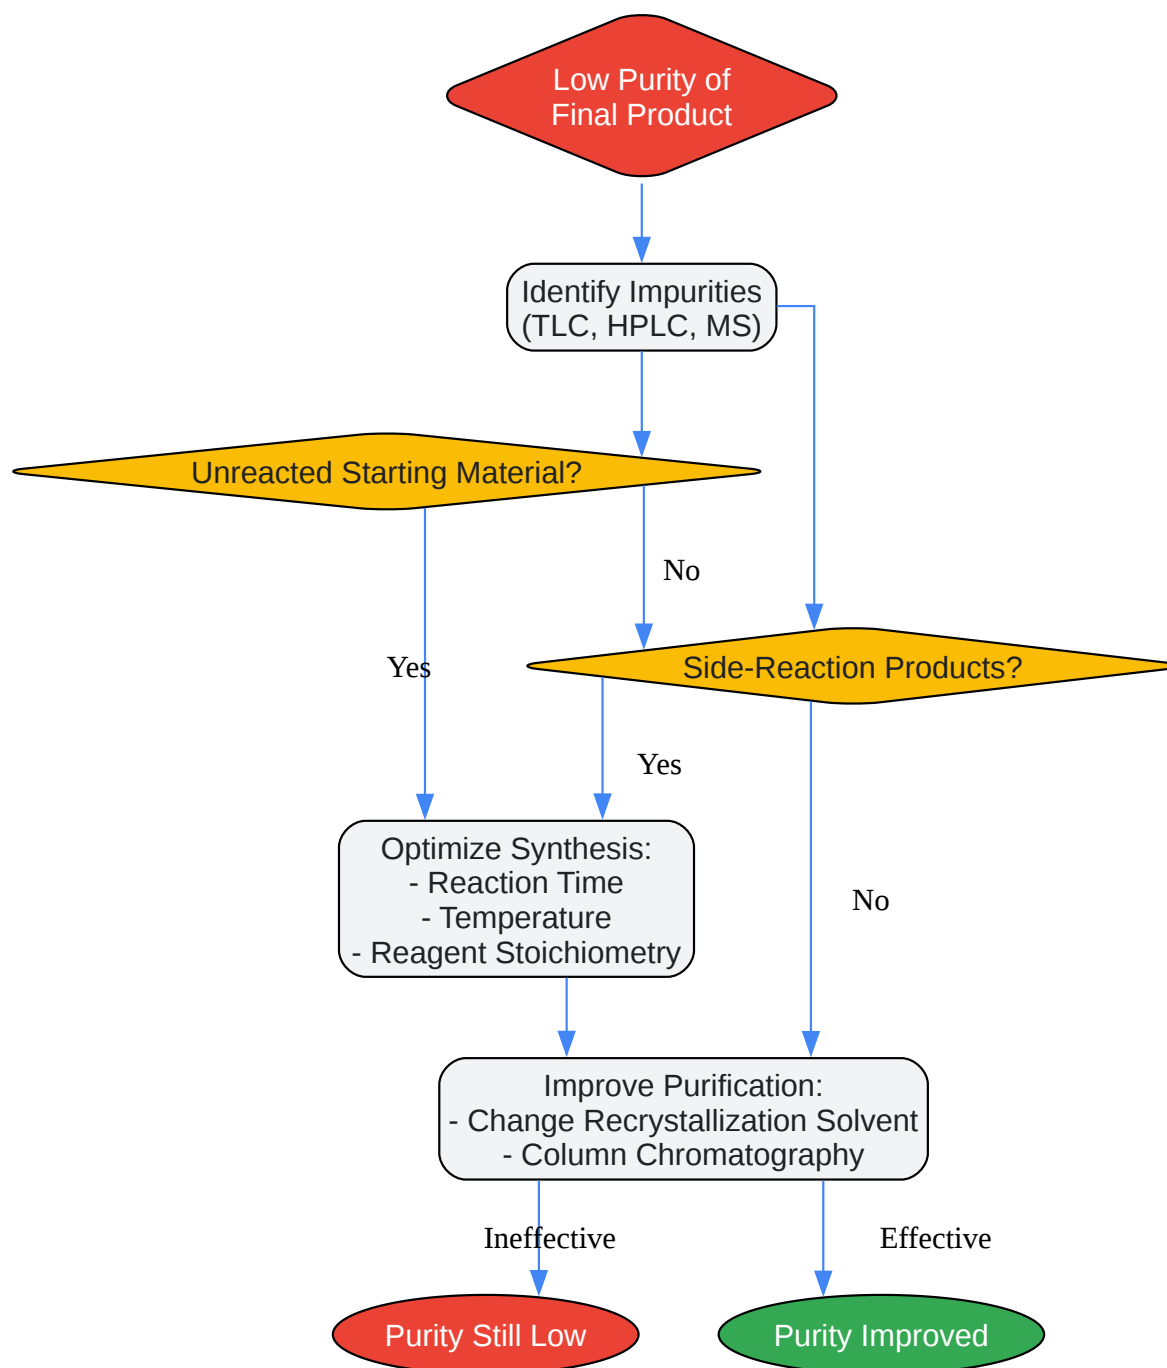 Low Purity of
Final Product
Identify Impurities
(TLC, HPLC, MS)
Unreacted Starting Material?
No
Yes
Side-Reaction Products?
Yes
Optimize Synthesis:
- Reaction Time
- Temperature
- Reagent Stoichiometry
No
Improve Purification:
- Change Recrystallization Solvent
- Column Chromatography
Ineffective
Effective
Purity Still Low
Purity Improved